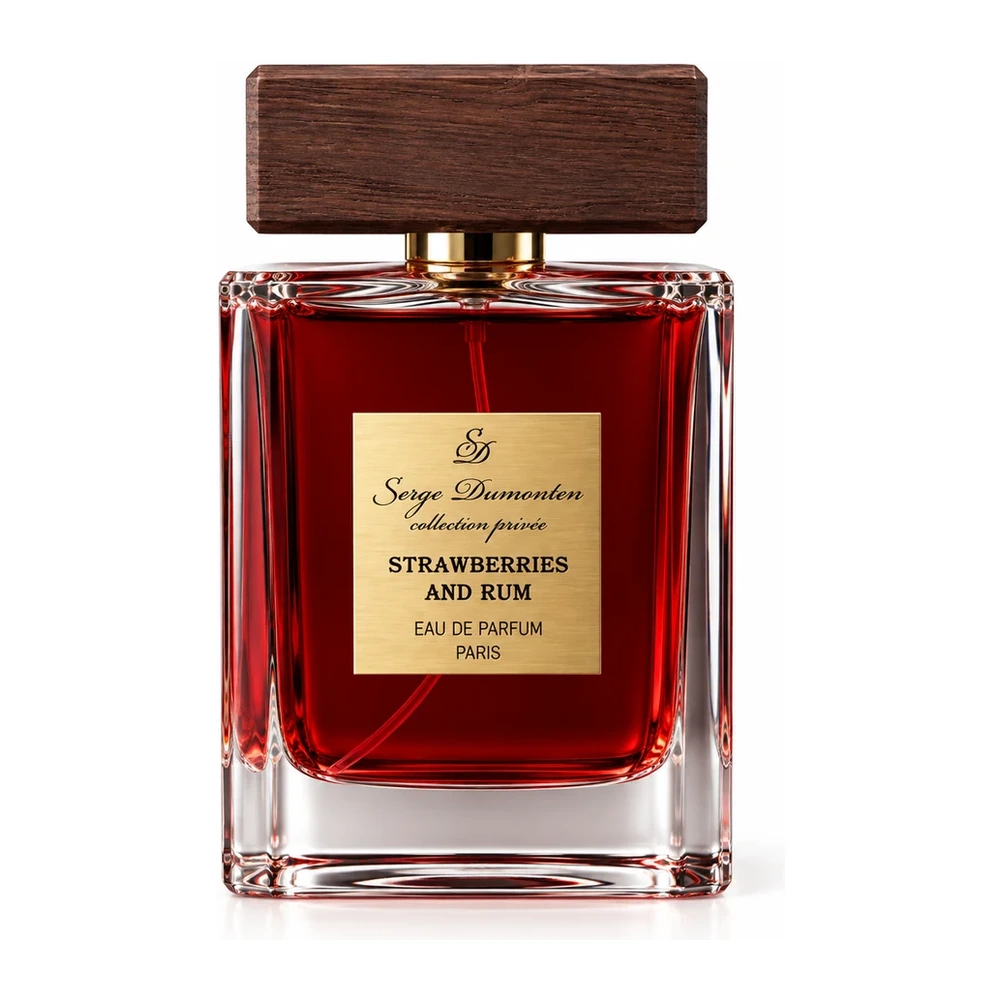 SD
Serge Dumonten
collection privée
STRAWBERRIES
AND RUM
EAU DE PARFUM
PARIS